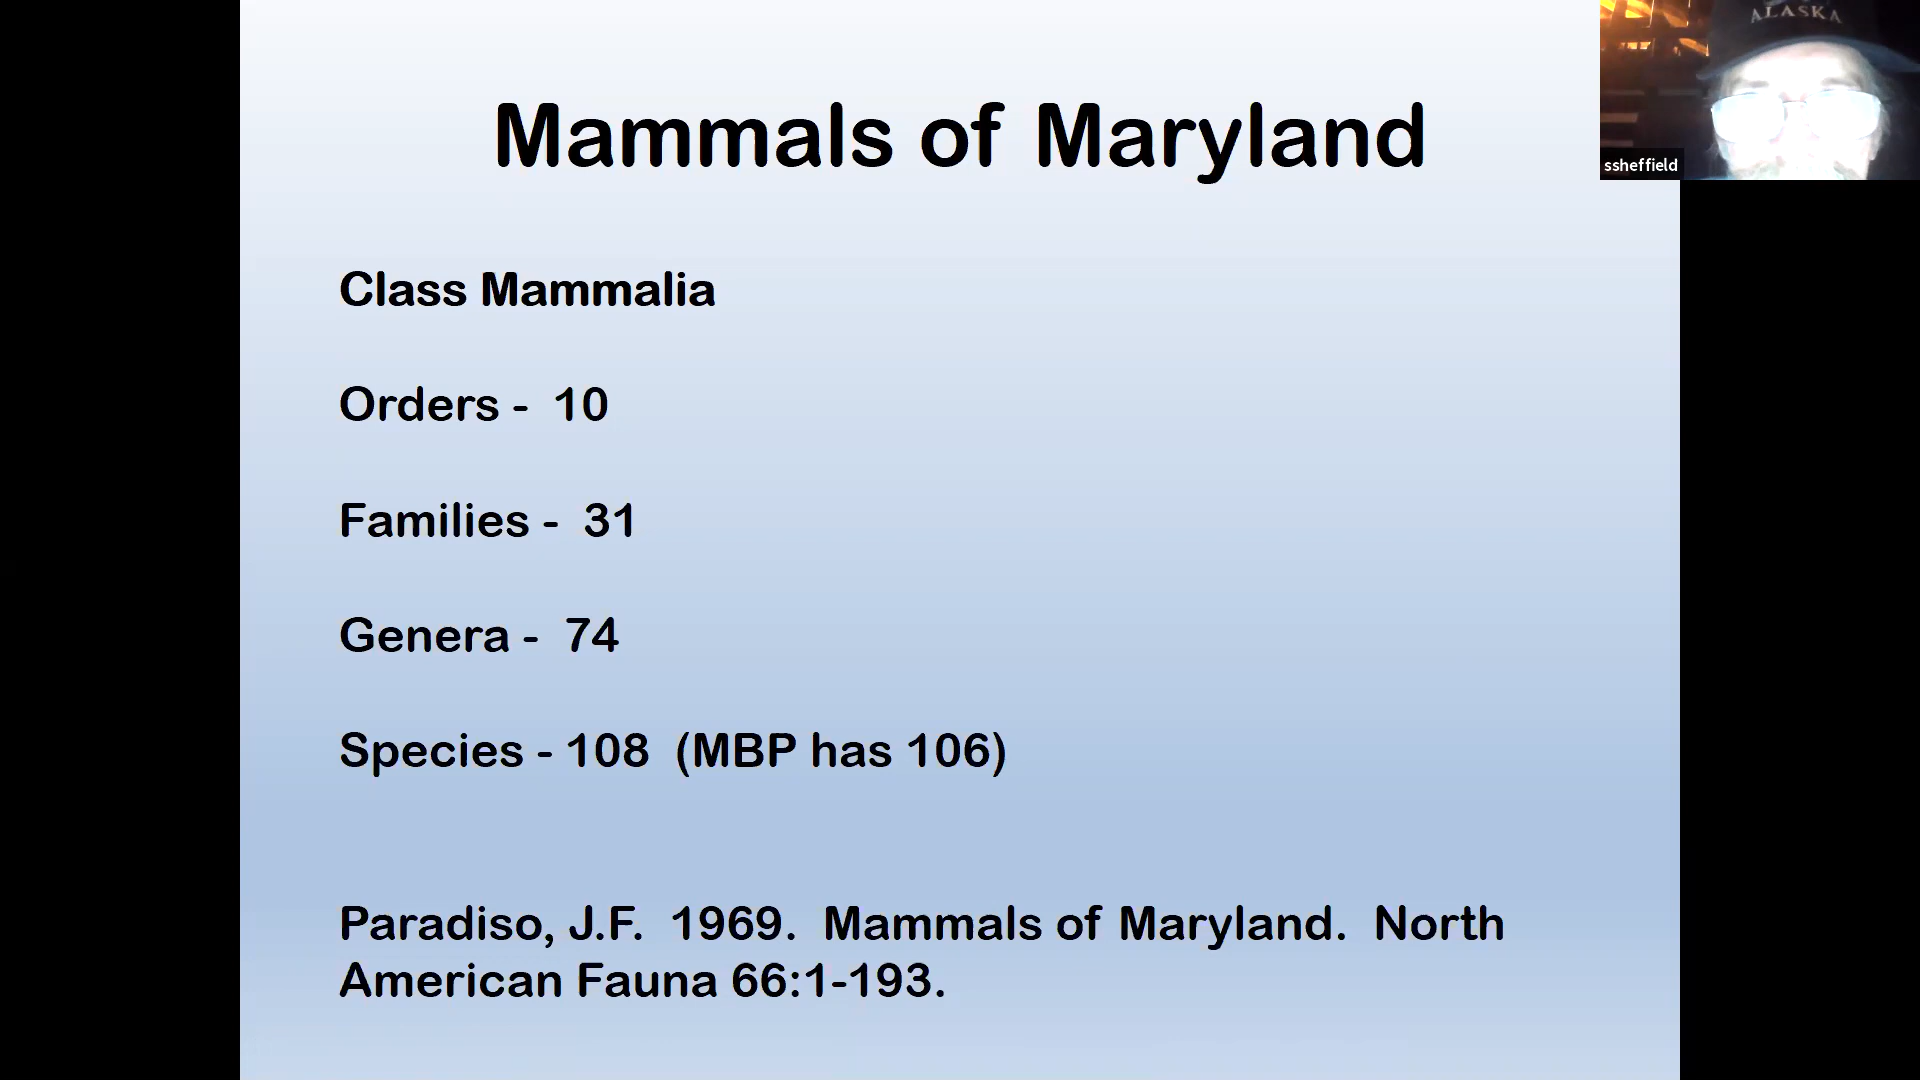 Mammals of Maryland
ALASKA
ssheffield
Class Mammalia
Orders - 10
Families - 31
Genera - 74
Species - 108 (MBP has 106)
Paradiso, J.F. 1969. Mammals of Maryland. North
American Fauna 66:1-193.